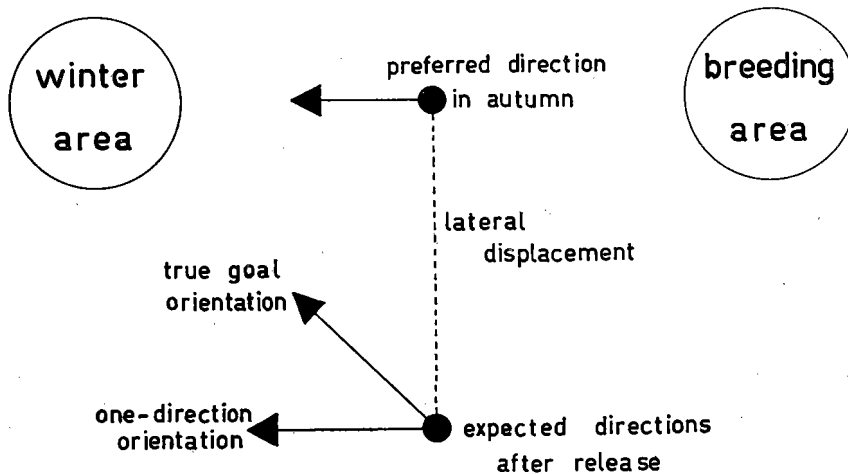 winter
area
preferred direction
in autumn
breeding
area
lateral
displacement
true goal
orientation
one-direction
orientation
expected directions
after release